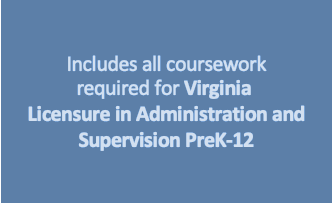 Includes all coursework
required for Virginia
Licensure in Administration and
Supervision PreK-12